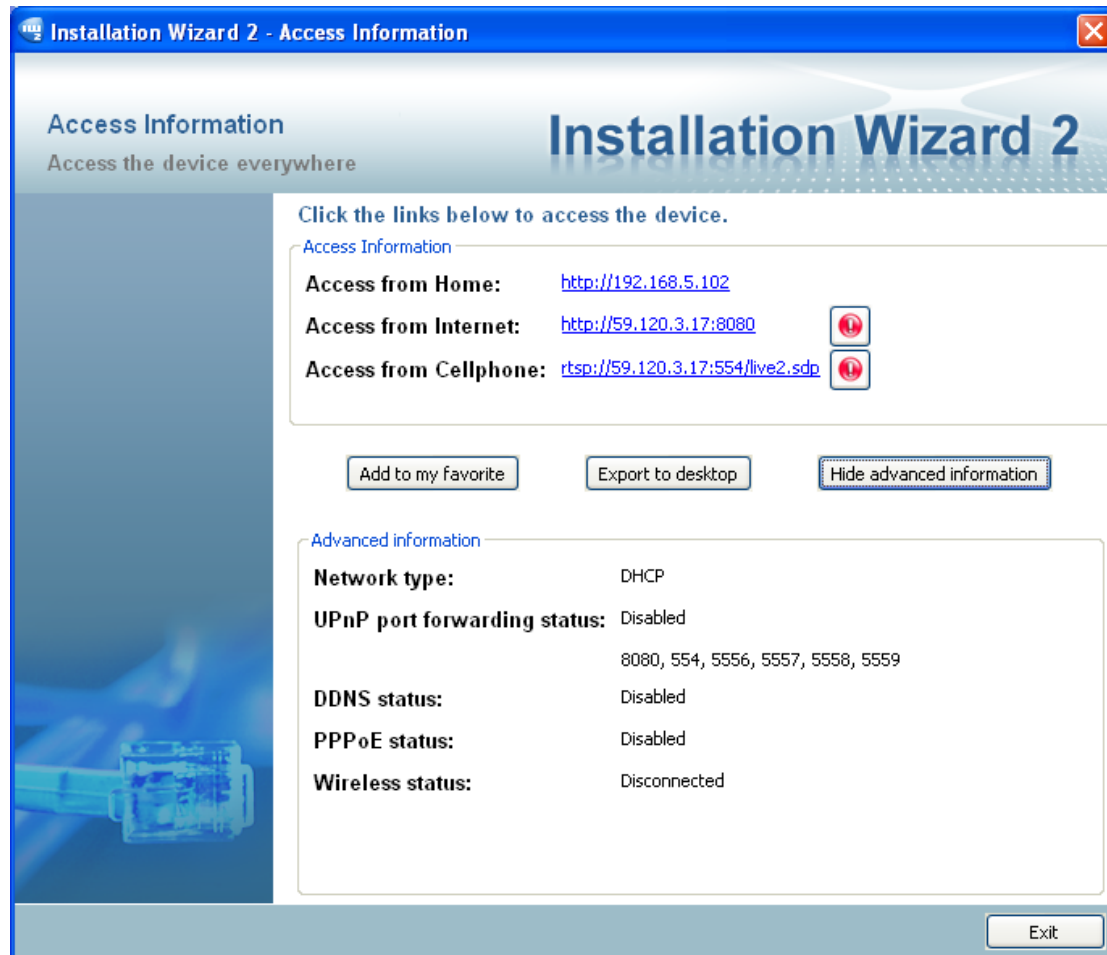 Installation Wizard 2 - Access Information
Access Information
Access the device everywhere
Installation Wizard 2
Click the links below to access the device.
Access Information
Access from Home: http://192.168.5.102
Access from Internet: http://59.120.3.17:8080
Access from Cellphone: rtsp://59.120.3.17:554/live2.sdp
Add to my favorite Export to desktop Hide advanced information
Advanced information
Network type: DHCP
UPnP port forwarding status: Disabled
8080, 554, 5556, 5557, 5558, 5559
DDNS status: Disabled
PPPoE status: Disabled
Wireless status: Disconnected
Exit